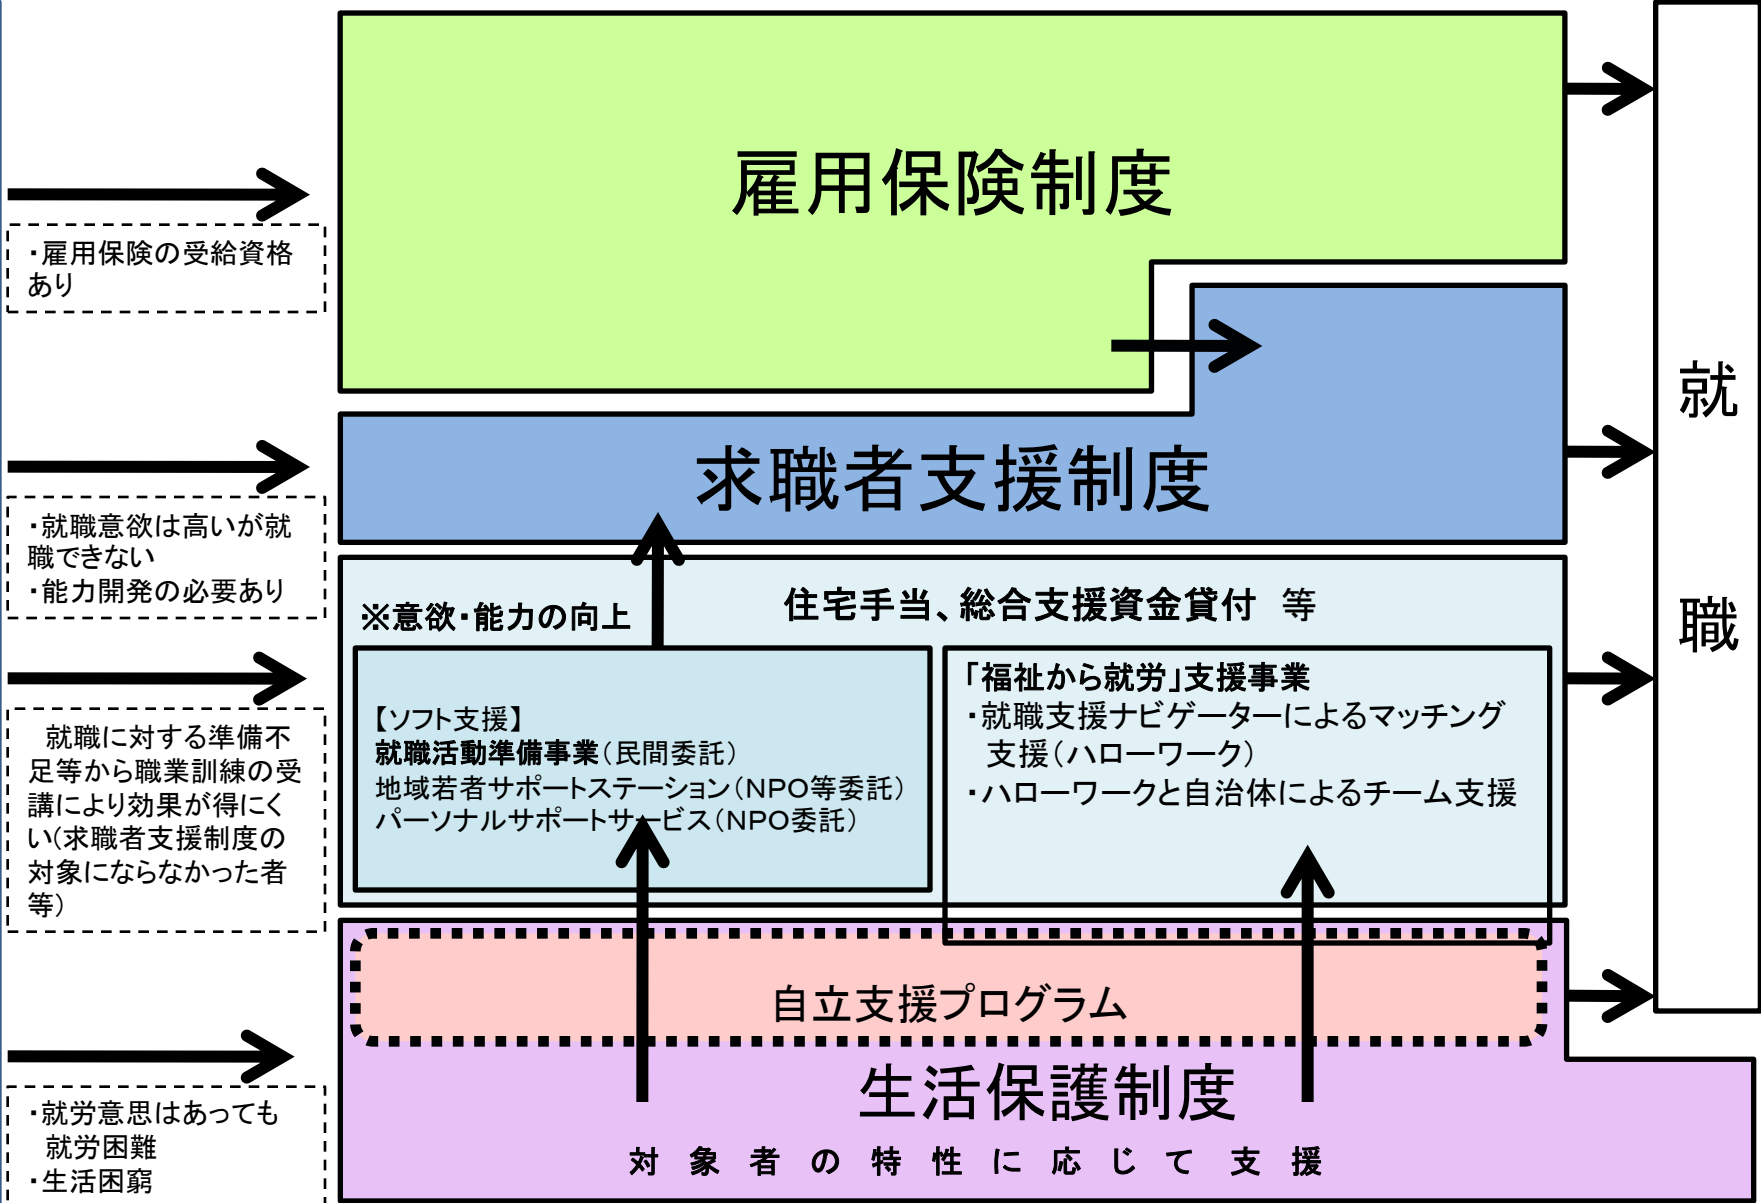 雇用保険制度
・雇用保険の受給資格
あり
求職者支援制度
・就職意欲は高いが就
職できない
・能力開発の必要あり
住宅手当、総合支援資金貸付　等
※意欲・能力の向上
【ソフト支援】
就職活動準備事業（民間委託）
地域若者サポートステーション（NPO等委託）
パーソナルサポートサービス（NPO委託）
「福祉から就労」支援事業
・就職支援ナビゲーターによるマッチング
支援（ハローワーク）
・ハローワークと自治体によるチーム支援
就職に対する準備不
足等から職業訓練の受
講により効果が得にく
い(求職者支援制度の
対象にならなかった者
等）
自立支援プログラム
生活保護制度
対象者の特性に応じて支援
・就労意思はあっても
就労困難
・生活困窮
就
職